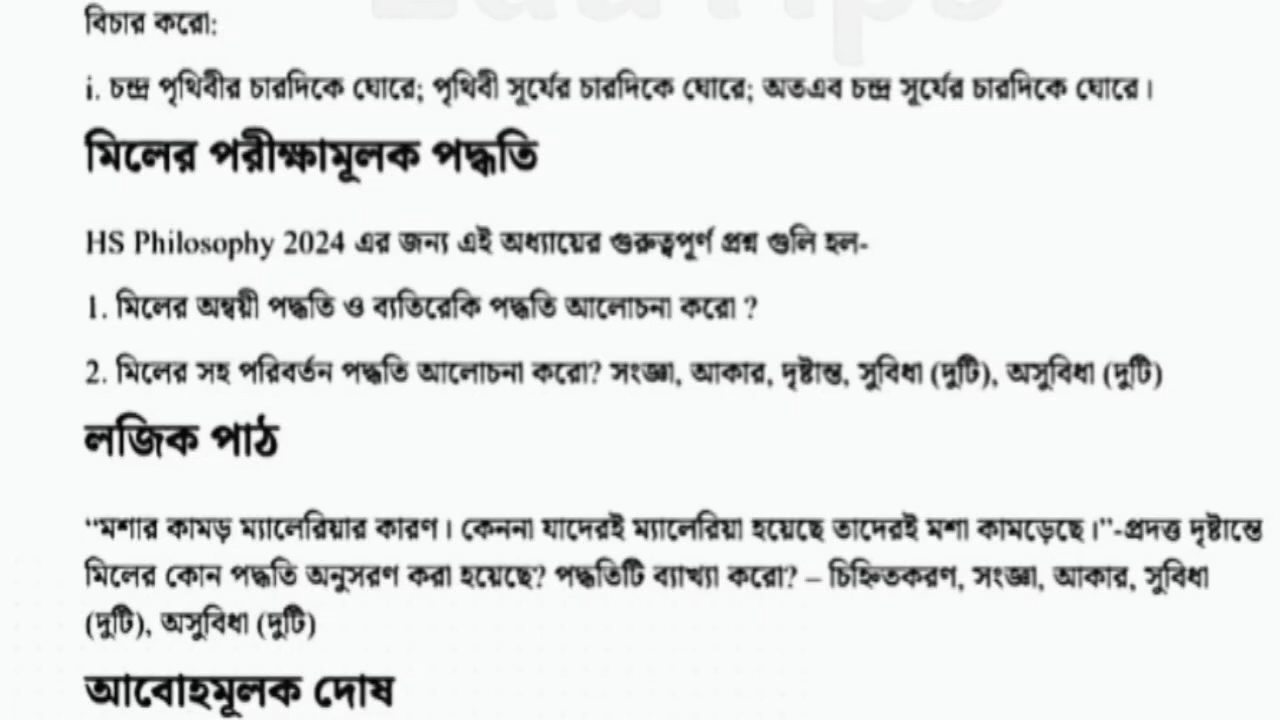 বিচার করো:
i. চন্দ্র পৃথিবীর চারদিকে ঘোরে; পৃথিবী সূর্যের চারদিকে ঘোরে; অতএব চন্দ্র সূর্যের চারদিকে ঘোরে।
মিলের পরীক্ষামূলক পদ্ধতি
HS Philosophy 2024 এর জন্য এই অধ্যায়ের গুরুত্বপূর্ণ প্রশ্ন গুলি হল-
1. মিলের অন্বয়ী পদ্ধতি ও ব্যতিরেকি পদ্ধতি আলোচনা করো ?
2. মিলের সহ পরিবর্তন পদ্ধতি আলোচনা করো? সংজ্ঞা, আকার, দৃষ্টান্ত, সুবিধা (দুটি), অসুবিধা (দুটি)
লজিক পাঠ
“মশার কামড় ম্যালেরিয়ার কারণ। কেননা যাদেরই ম্যালেরিয়া হয়েছে তাদেরই মশা কামড়েছে।”-প্রদত্ত দৃষ্টান্তে
মিলের কোন পদ্ধতি অনুসরণ করা হয়েছে? পদ্ধতিটি ব্যাখ্যা করো? – চিহ্নিতকরণ, সংজ্ঞা, আকার, সুবিধা
(দুটি), অসুবিধা (দুটি)
আবোহমূলক দোষ